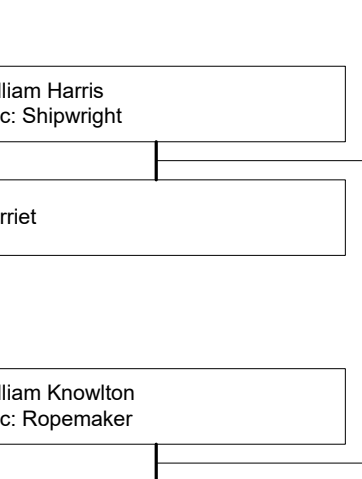 lliam Harris
c: Shipwright
rriet
lliam Knowlton
c: Ropemaker